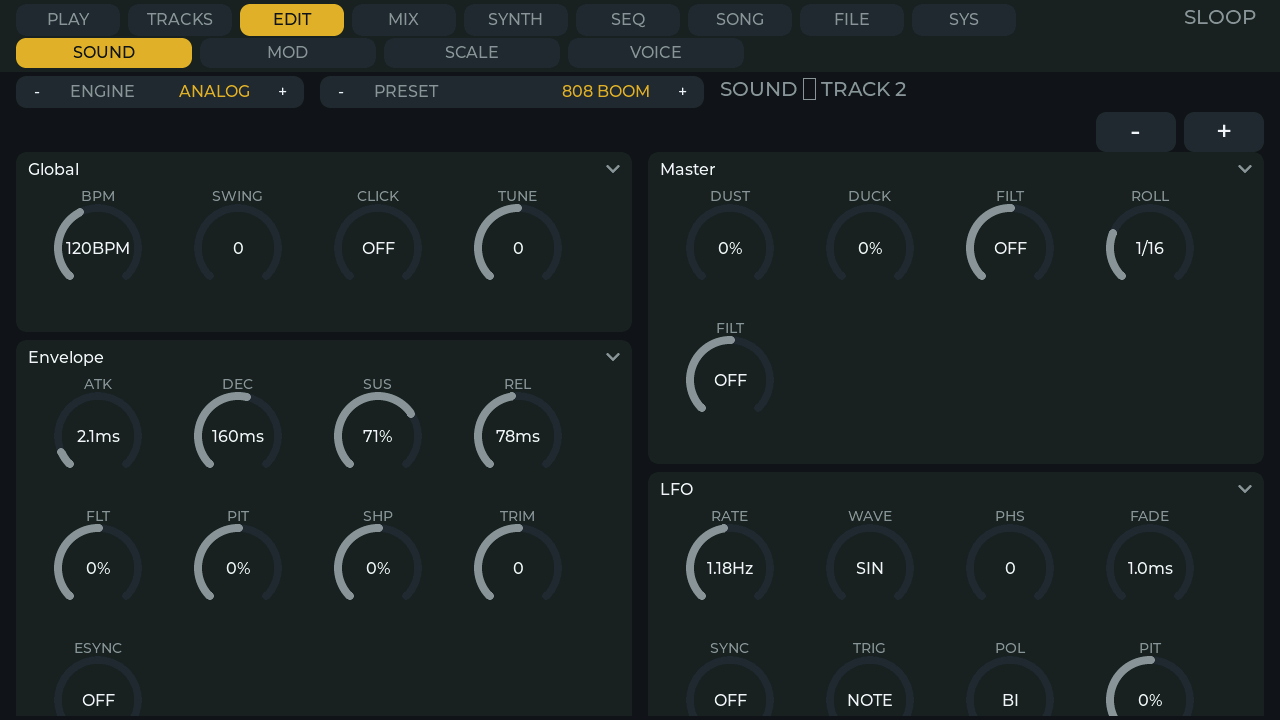 PLAY TRACKS EDIT MIX SYNTH SEQ SONG FILE SYS SLOOP
SOUND MOD SCALE VOICE
- ENGINE ANALOG + - PRESET 808 BOOM + SOUND TRACK 2
- +
Global
BPM SWING CLICK TUNE
120BPM 0 OFF 0
Master
DUST DUCK FILT ROLL
0% 0% OFF 1/16
FILT
OFF
Envelope
ATK DEC SUS REL
2.1ms 160ms 71% 78ms
FLT PIT SHP TRIM
0% 0% 0% 0
ESYNC
OFF
LFO
RATE WAVE PHS FADE
1.18Hz SIN 0 1.0ms
SYNC TRIG POL PIT
OFF NOTE BI 0%